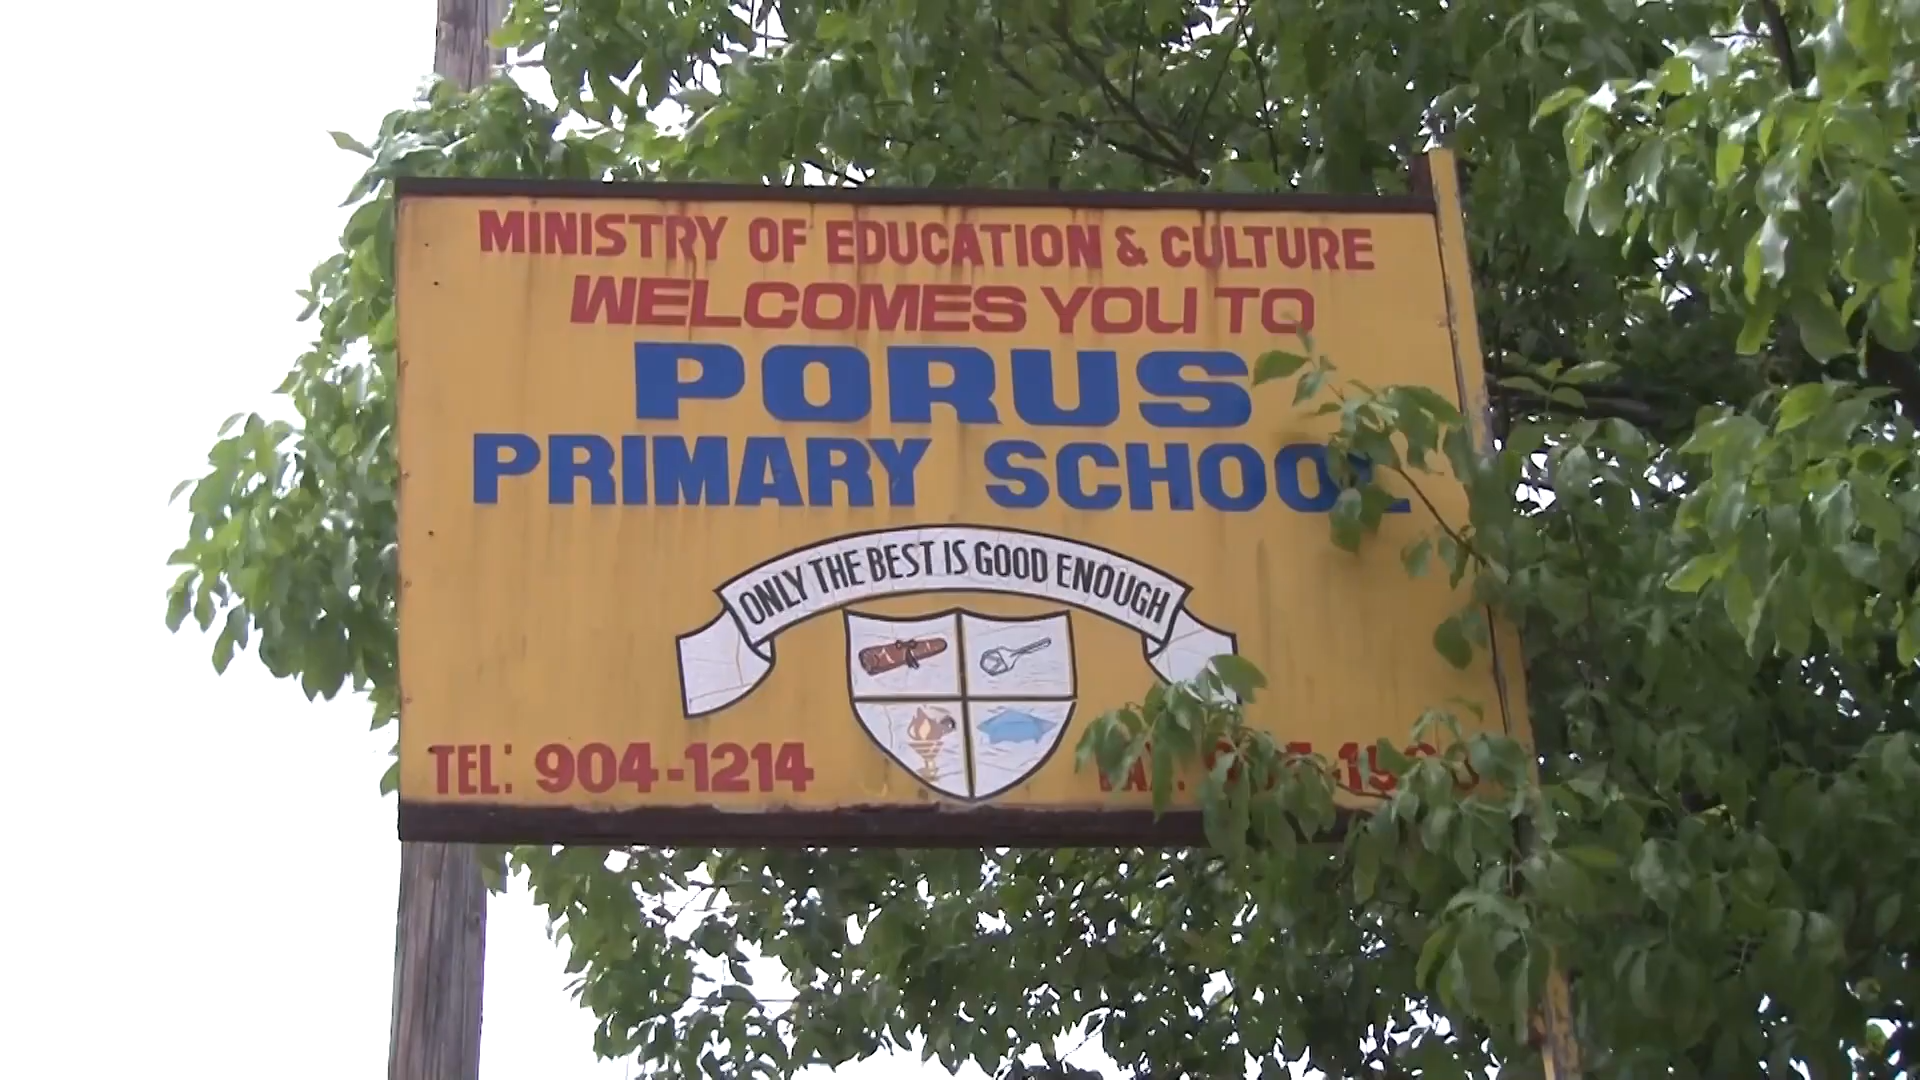 MINISTRY OF EDUCATION & CULTURE
WELCOMES YOU TO
PORUS
PRIMARY SCHOOL
ONLY THE BEST IS GOOD ENOUGH
TEL: 904-1214